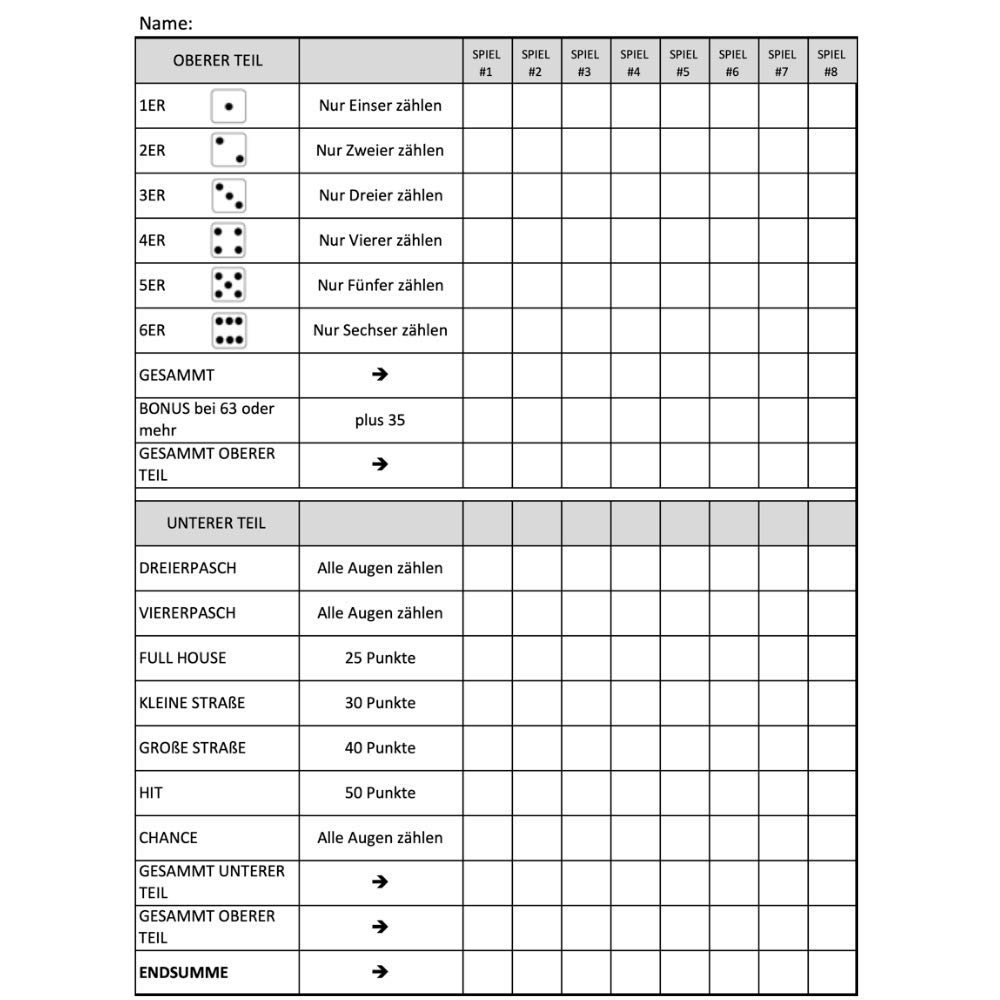 Name:
OBERER TEIL
SPIEL #1
SPIEL #2
SPIEL #3
SPIEL #4
SPIEL #5
SPIEL #6
SPIEL #7
SPIEL #8
1ER Nur Einser zählen
2ER Nur Zweier zählen
3ER Nur Dreier zählen
4ER Nur Vierer zählen
5ER Nur Fünfer zählen
6ER Nur Sechser zählen
GESAMMT ➔
BONUS bei 63 oder
mehr
plus 35
GESAMMT OBERER
TEIL
➔
UNTERER TEIL
DREIERPASCH Alle Augen zählen
VIERERPASCH Alle Augen zählen
FULL HOUSE 25 Punkte
KLEINE STRAßE 30 Punkte
GROßE STRAßE 40 Punkte
HIT 50 Punkte
CHANCE Alle Augen zählen
GESAMMT UNTERER
TEIL
➔
GESAMMT OBERER
TEIL
➔
ENDSUMME ➔